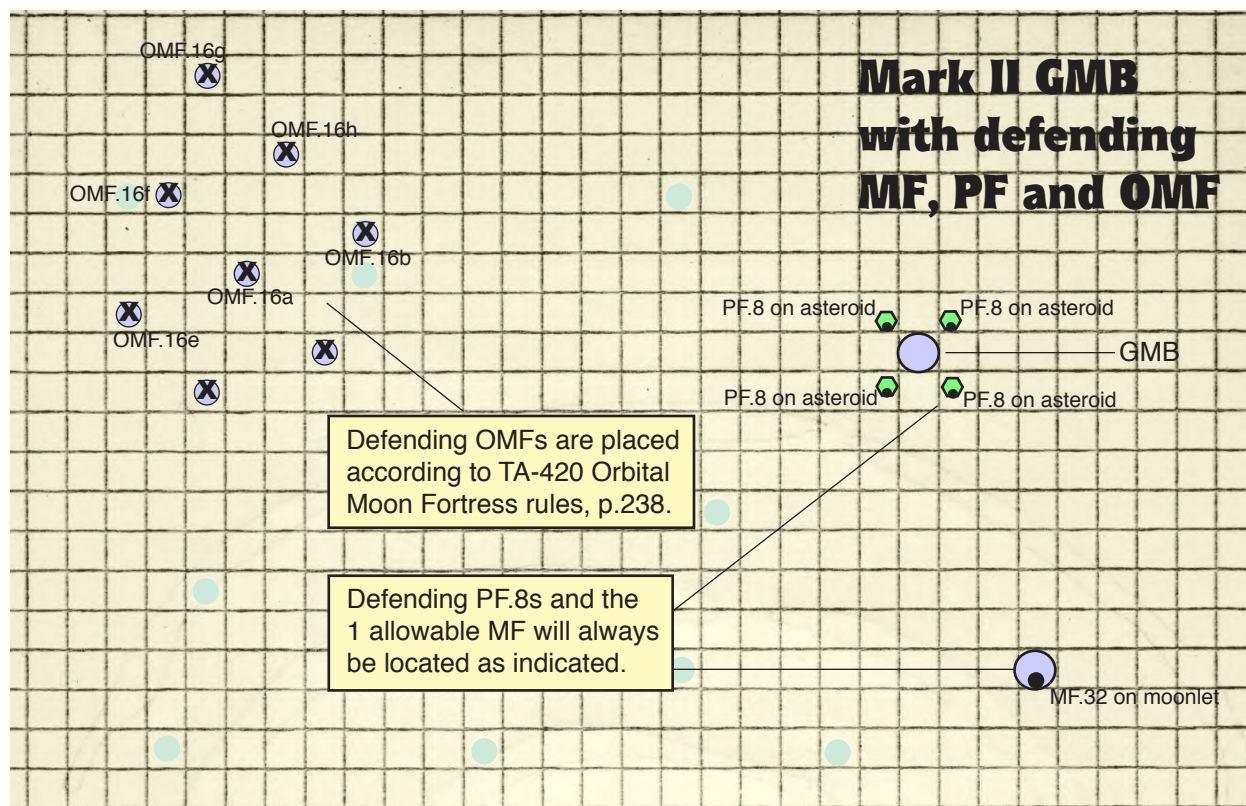 OMF.16g
Mark II GMB
with defending
MF, PF and OMF
OMF.16h
OMF.16f
OMF.16b
OMF.16a
OMF.16e
PF.8 on asteroid
PF.8 on asteroid
GMB
PF.8 on asteroid
PF.8 on asteroid
Defending OMFs are placed
according to TA-420 Orbital
Moon Fortress rules, p.238.
Defending PF.8s and the
1 allowable MF will always
be located as indicated.
MF.32 on moonlet
X
X
X
X
X
X
X
X